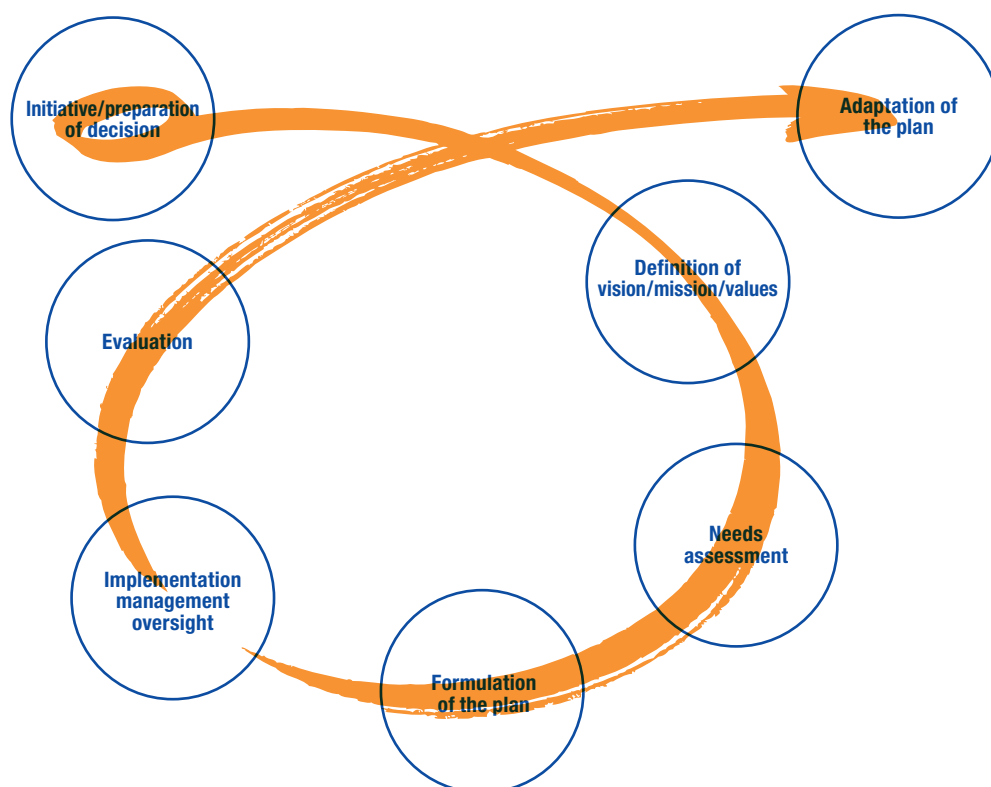 Initiative/preparation
of decision
Adaptation of
the plan
Definition of
vision/mission/values
Evaluation
Needs
assessment
Implementation
management
oversight
Formulation
of the plan